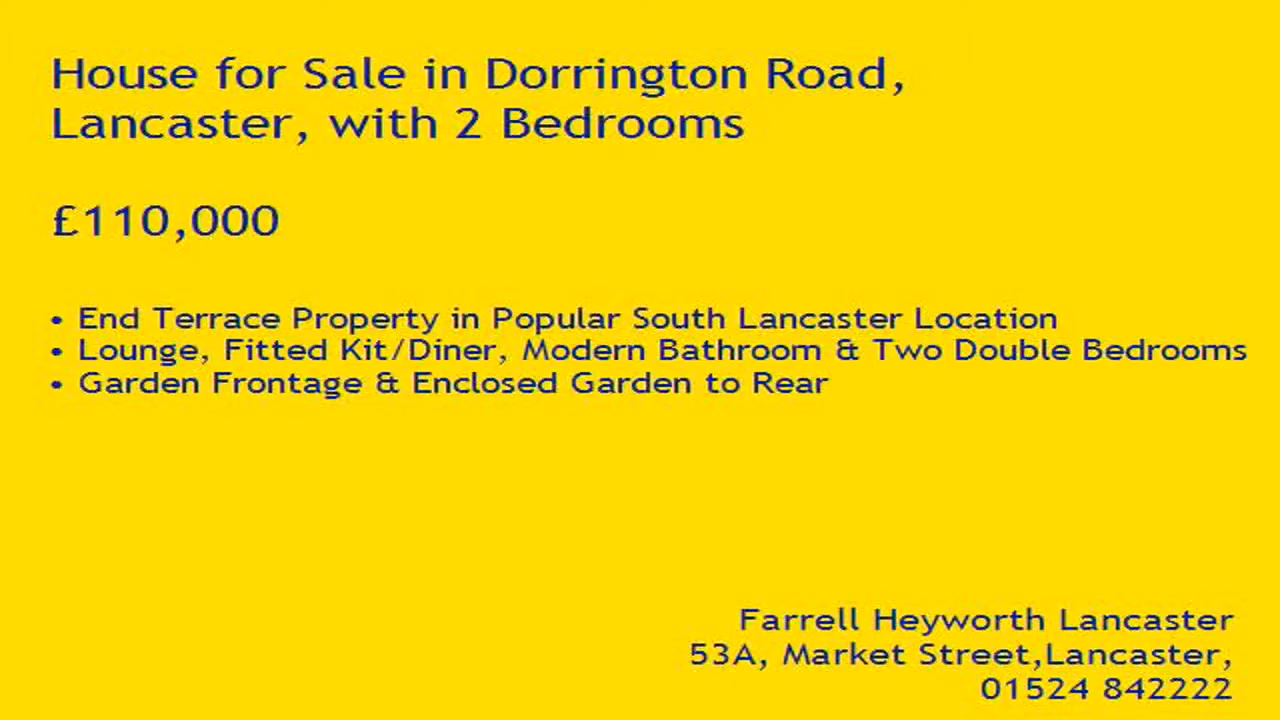 House for Sale in Dorrington Road,
Lancaster, with 2 Bedrooms
£110,000
• End Terrace Property in Popular South Lancaster Location
• Lounge, Fitted Kit/Diner, Modern Bathroom & Two Double Bedrooms
• Garden Frontage & Enclosed Garden to Rear
Farrell Heyworth Lancaster
53A, Market Street,Lancaster,
01524 842222